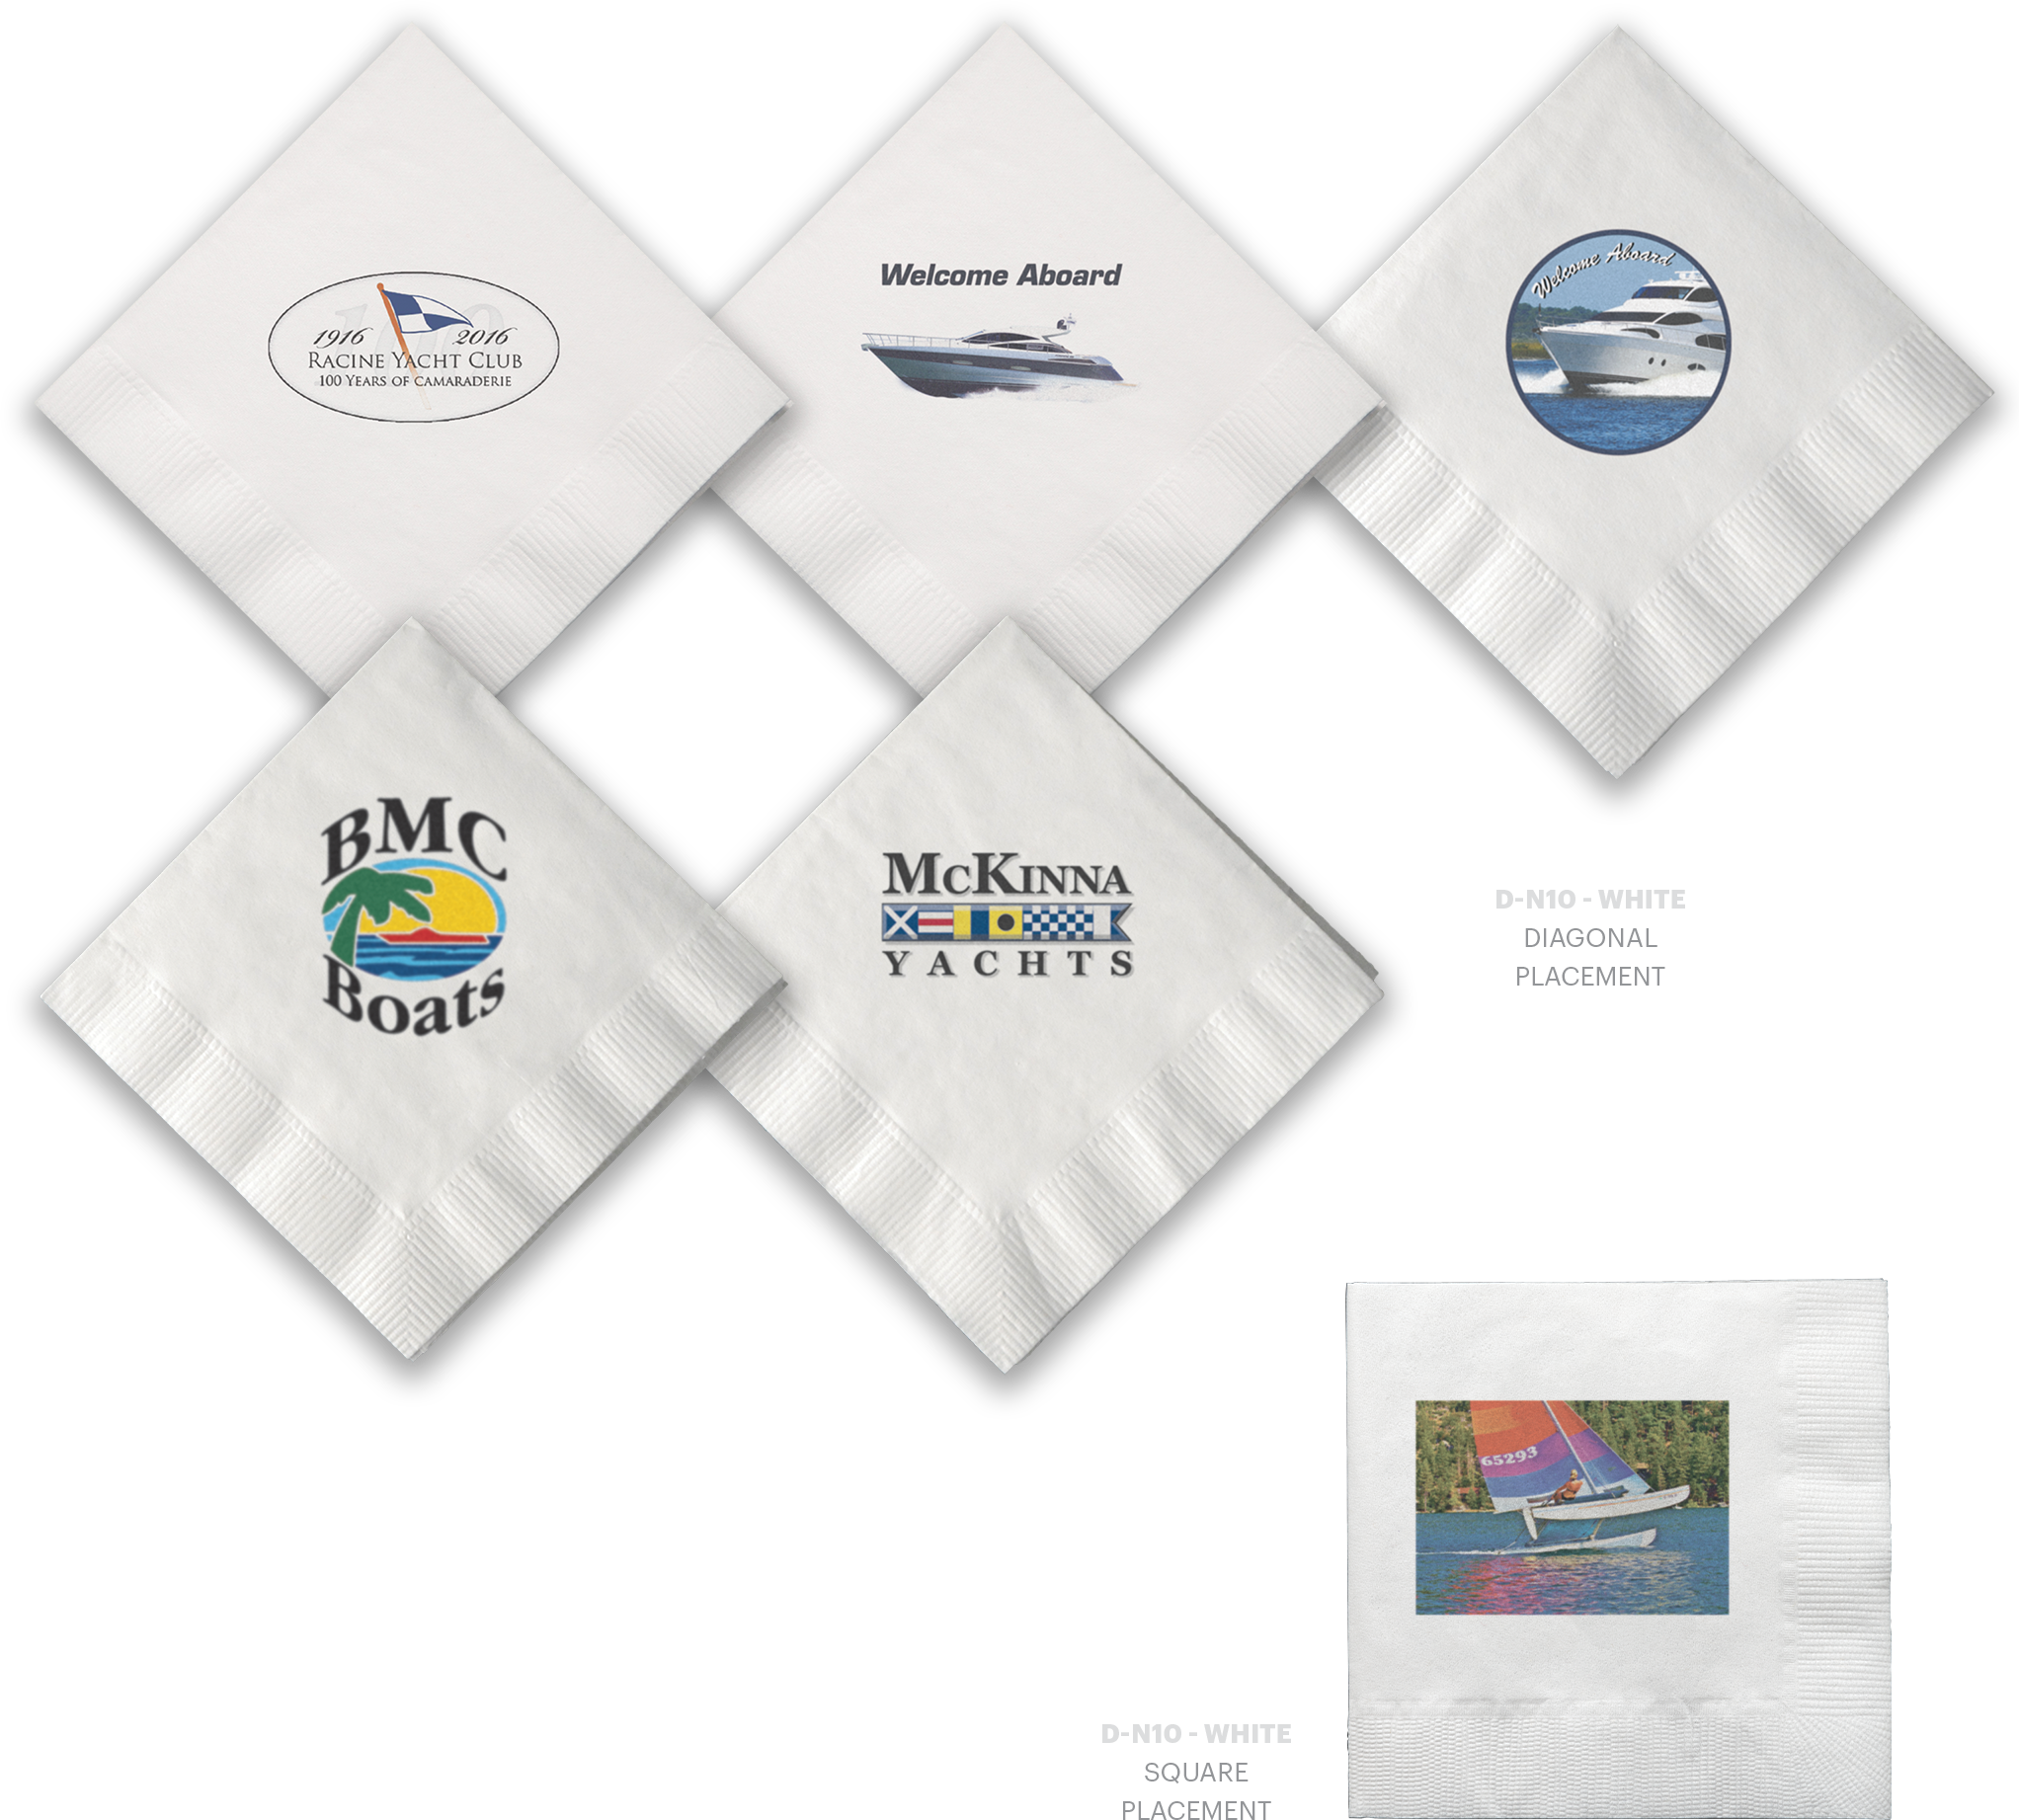 1916 2016
RACINE YACHT CLUB
100 YEARS OF CAMARADERIE
Welcome Aboard
Welcome Aboard
BMC
Boats
McKINNA
YACHTS
D-N10 - WHITE
DIAGONAL
PLACEMENT
65293
D-N10 - WHITE
SQUARE
PLACEMENT